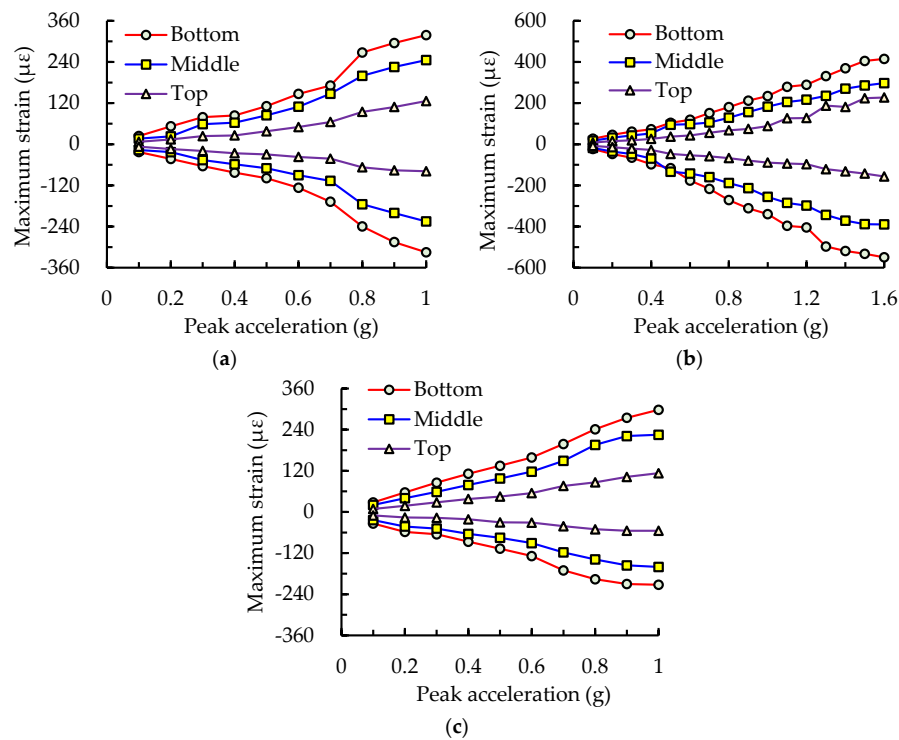 Maximum strain (με)
360
240
120
0
-120
-240
-360
Bottom
Middle
Top
0
0.2
0.4
0.6
0.8
1
Peak acceleration (g)
(a)
Maximum strain (με)
600
400
200
0
-200
-400
-600
Bottom
Middle
Top
0
0.4
0.8
1.2
1.6
Peak acceleration (g)
(b)
Maximum strain (με)
360
240
120
0
-120
-240
-360
Bottom
Middle
Top
0
0.2
0.4
0.6
0.8
1
Peak acceleration (g)
(c)